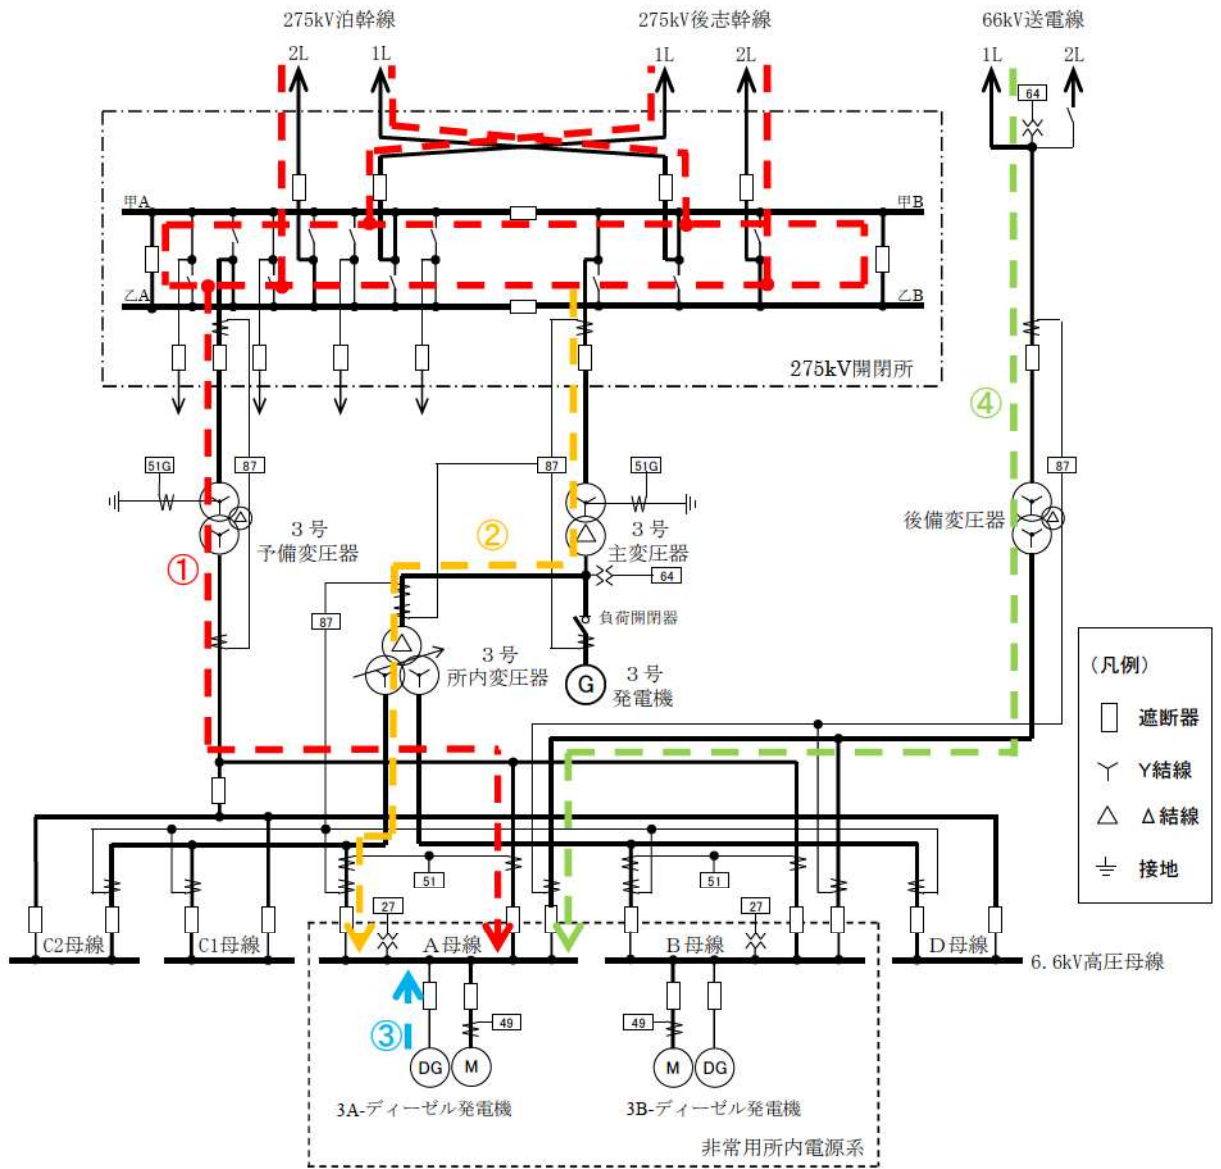 275kV泊幹線
275kV後志幹線
66kV送電線
2L
1L
1L
2L
1L
2L
64
甲A
甲B
乙A
乙B
275kV開閉所
④
51G
87
87
51G
87
3号
予備変圧器
②
3号
主変圧器
後備変圧器
①
64
87
負荷開閉器
3号
所内変圧器
G
3号
発電機
(凡例)
遮断器
Y結線
Δ結線
接地
51
51
27
27
C2母線
C1母線
A母線
B母線
D母線
6.6kV高圧母線
③
49
49
DG
M
M
DG
3A-ディーゼル発電機
3B-ディーゼル発電機
非常用所内電源系